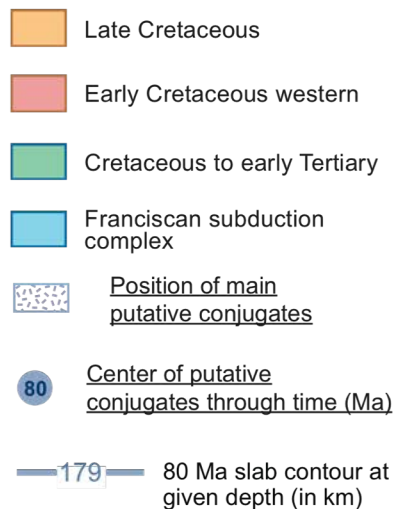 Late Cretaceous
Early Cretaceous western
Cretaceous to early Tertiary
Franciscan subduction
complex
Position of main
putative conjugates
80
Center of putative
conjugates through time (Ma)
179
80 Ma slab contour at
given depth (in km)